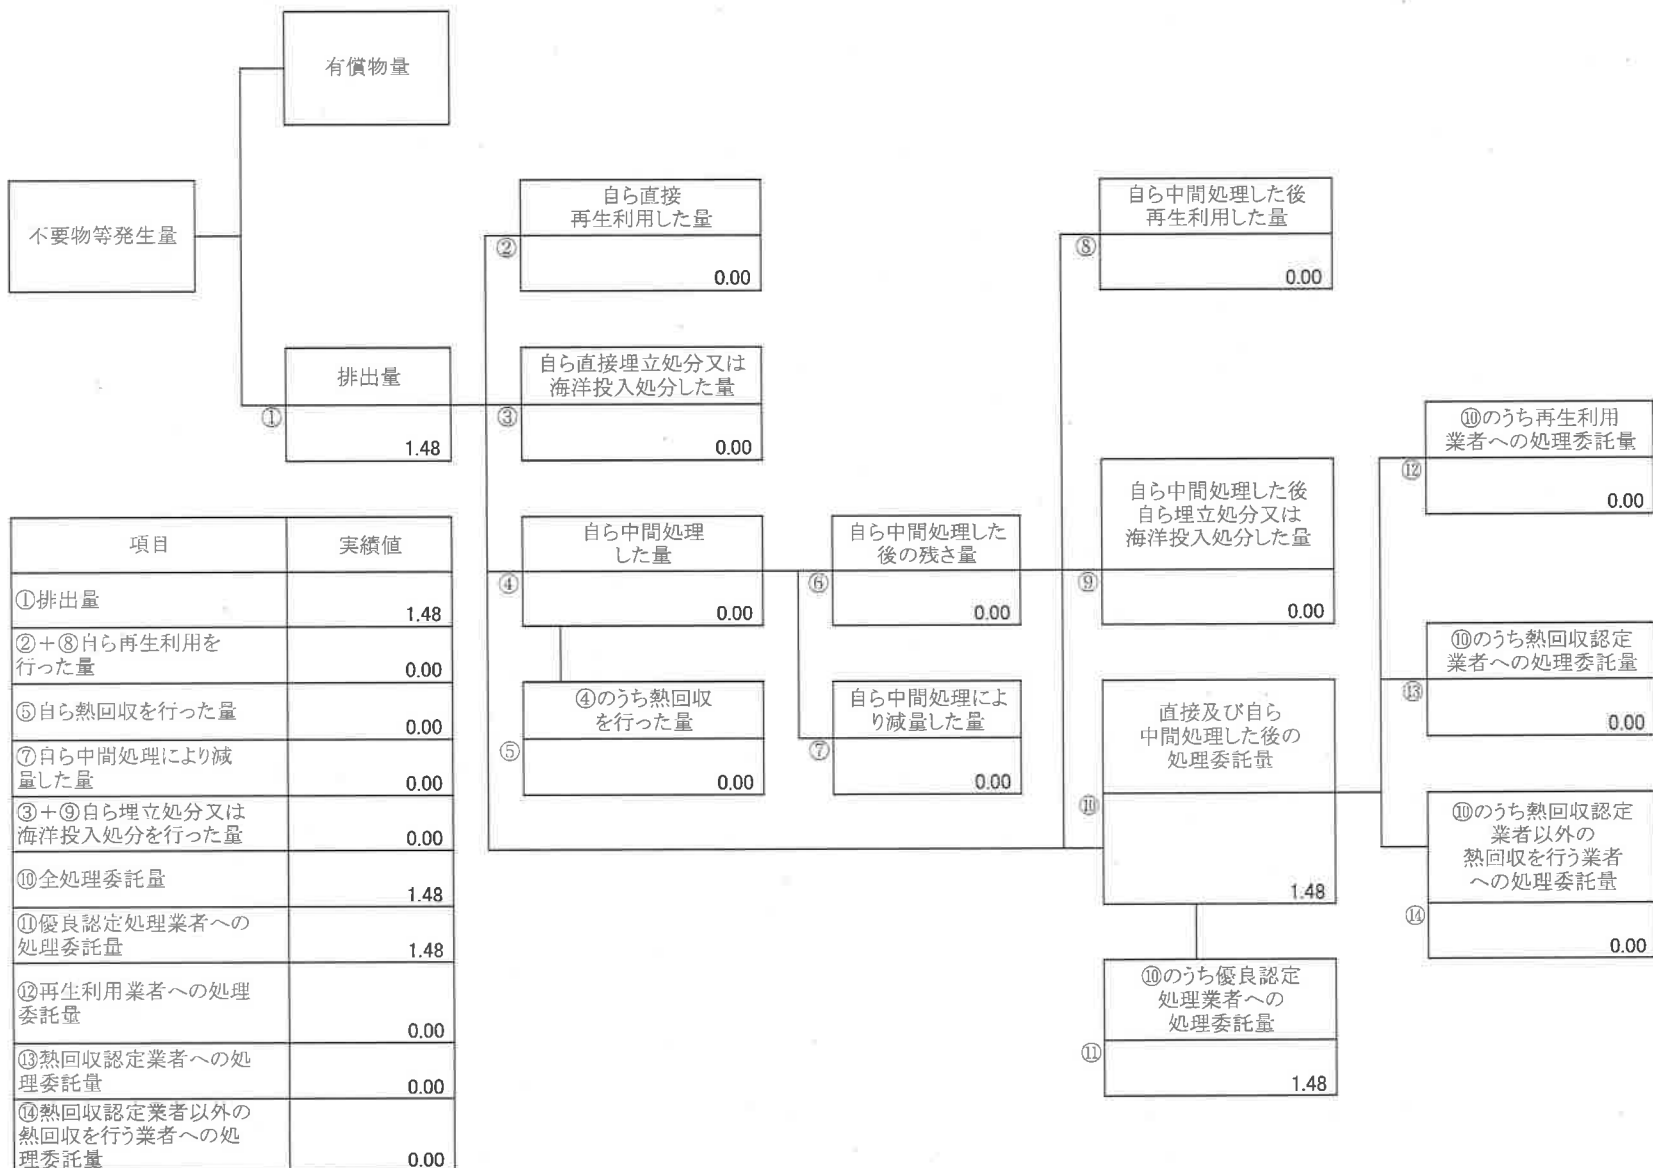 有償物量
不要物等発生量
排出量
①
1.48
自ら直接
再生利用した量
②
0.00
自ら直接埋立処分又は
海洋投入処分した量
③
0.00
自ら中間処理
した量
④
0.00
④のうち熱回収
を行った量
⑤
0.00
自ら中間処理した
後の残さ量
⑥
0.00
自ら中間処理によ
り減量した量
⑦
0.00
自ら中間処理した後
再生利用した量
⑧
0.00
自ら中間処理した後
自ら埋立処分又は
海洋投入処分した量
⑨
0.00
直接及び自ら
中間処理した後の
処理委託量
⑩
1.48
⑩のうち優良認定
処理業者への
処理委託量
⑪
1.48
⑩のうち再生利用
業者への処理委託量
⑫
0.00
⑩のうち熱回収認定
業者への処理委託量
⑬
0.00
⑩のうち熱回収認定
業者以外の
熱回収を行う業者
への処理委託量
⑭
0.00
項目 実績値
①排出量
1.48
②+⑧自ら再生利用を
行った量 0.00
⑤自ら熱回収を行った量
0.00
⑦自ら中間処理により減
量した量 0.00
③+⑨自ら埋立処分又は
海洋投入処分を行った量 0.00
⑩全処理委託量
1.48
⑪優良認定処理業者への
処理委託量 1.48
⑫再生利用業者への処理
委託量
0.00
⑬熱回収認定業者への処
理委託量 0.00
⑭熱回収認定業者以外の
熱回収を行う業者への処
理委託量 0.00